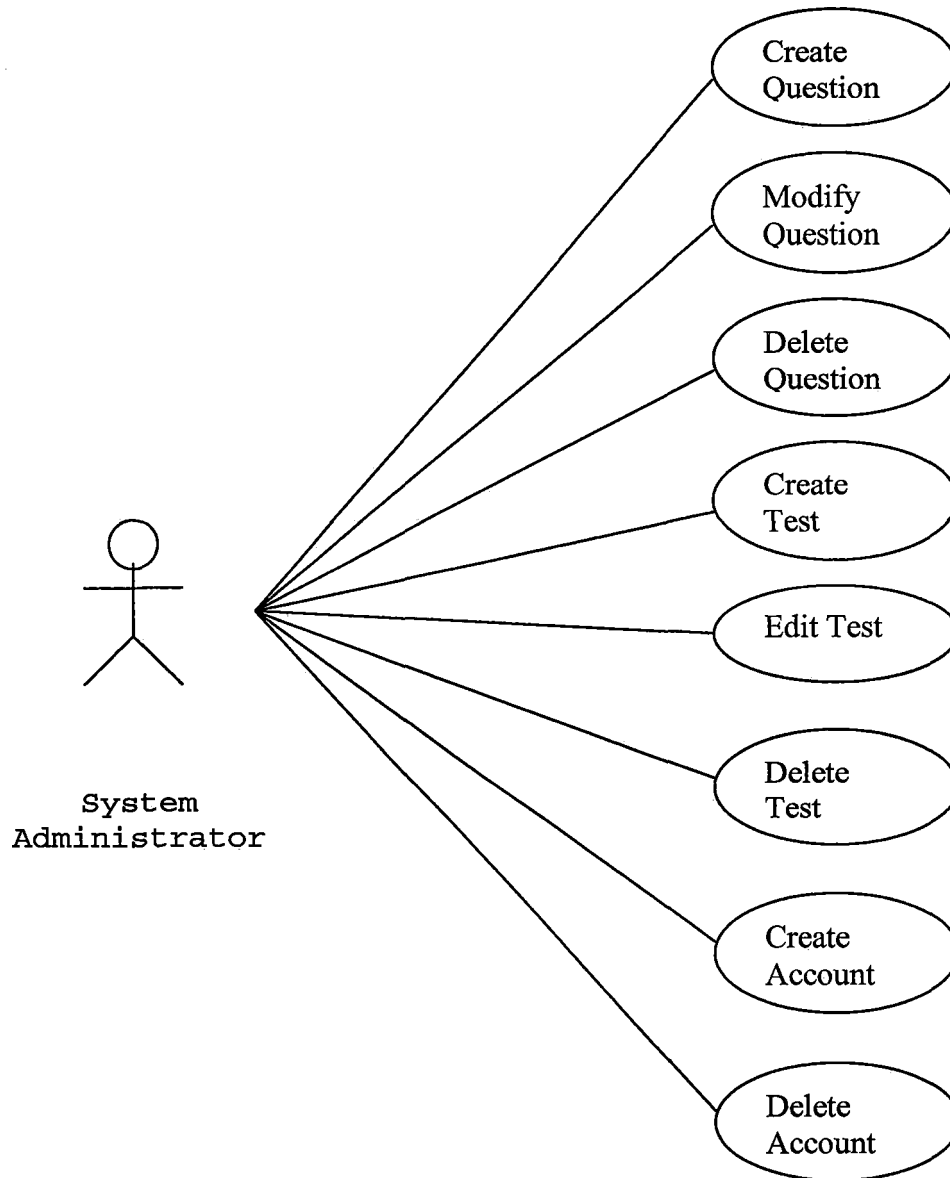 Create
Question
Modify
Question
Delete
Question
Create
Test
Edit Test
Delete
Test
System
Administrator
Create
Account
Delete
Account